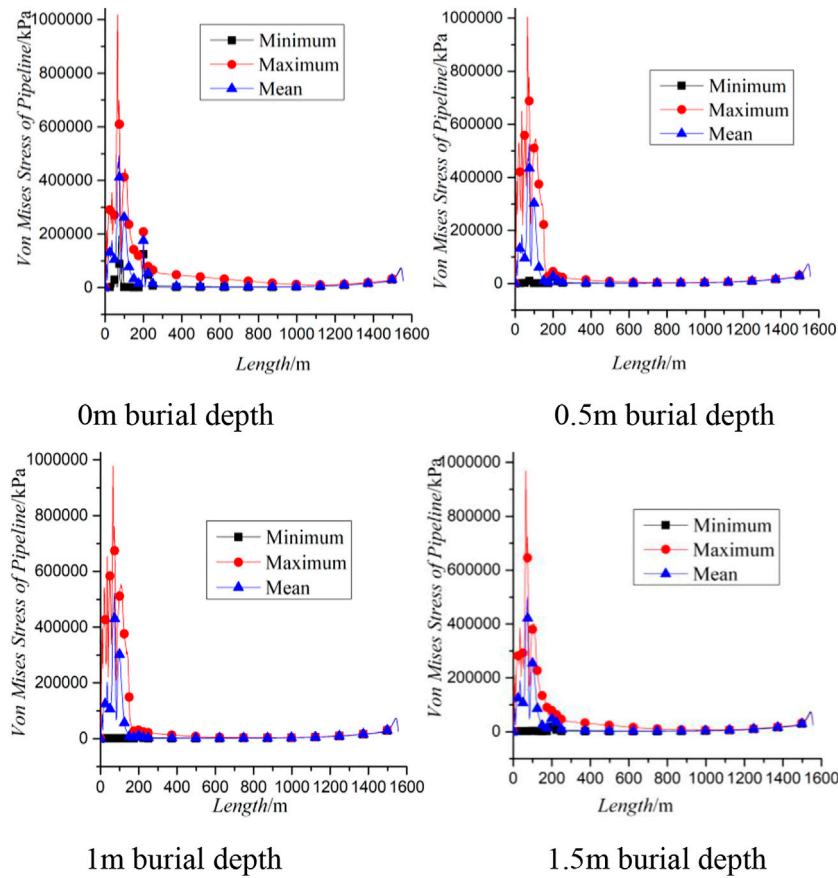 Von Mises Stress of Pipeline/kPa
1000000
800000
600000
400000
200000
0
Minimum
Maximum
Mean
0 200 400 600 800 1000 1200 1400 1600
Length/m
0m burial depth
Von Mises Stress of Pipeline/kPa
1000000
800000
600000
400000
200000
0
Minimum
Maximum
Mean
0 200 400 600 800 1000 1200 1400 1600
Length/m
0.5m burial depth
Von Mises Stress of Pipeline/kPa
1000000
800000
600000
400000
200000
0
Minimum
Maximum
Mean
0 200 400 600 800 1000 1200 1400 1600
Length/m
1m burial depth
Von Mises Stress of Pipeline/kPa
1000000
800000
600000
400000
200000
0
Minimum
Maximum
Mean
0 200 400 600 800 1000 1200 1400 1600
Length/m
1.5m burial depth